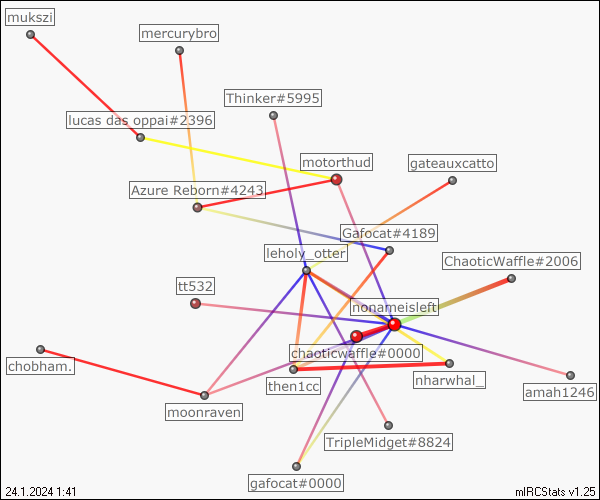 mukszi
mercurybro
Thinker#5995
lucas das oppai#2396
motorthud
gateauxcatto
Azure Reborn#4243
Gafocat#4189
leholy_otter
ChaoticWaffle#2006
tt532
nonameisleft
chaoticwaffle#0000
chobham.
then1cc
nharwhal_
amah1246
moonraven
TripleMidget#8824
gafocat#0000
24.1.2024 1:41
mIRCStats v1.25